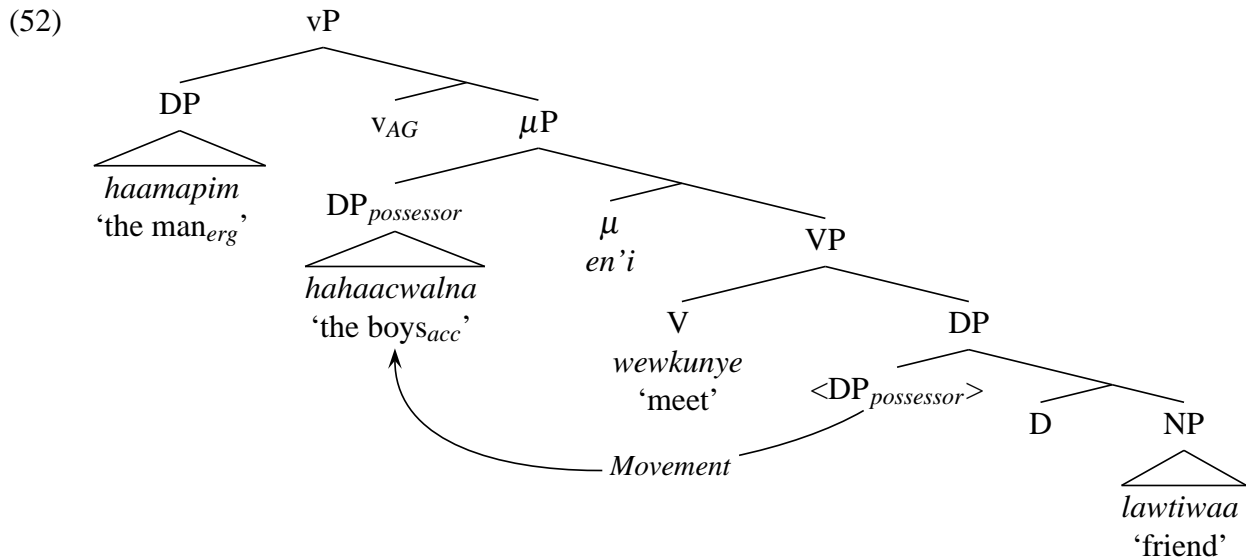 (52)
vP
DP
v_AG
μP
haamapim
‘the man_erg’
DP_possessor
μ
en’i
VP
hahaacwalna
‘the boys_acc’
V
DP
wewkunye
‘meet’
<DP_possessor>
D
NP
Movement
lawtiwaa
‘friend’